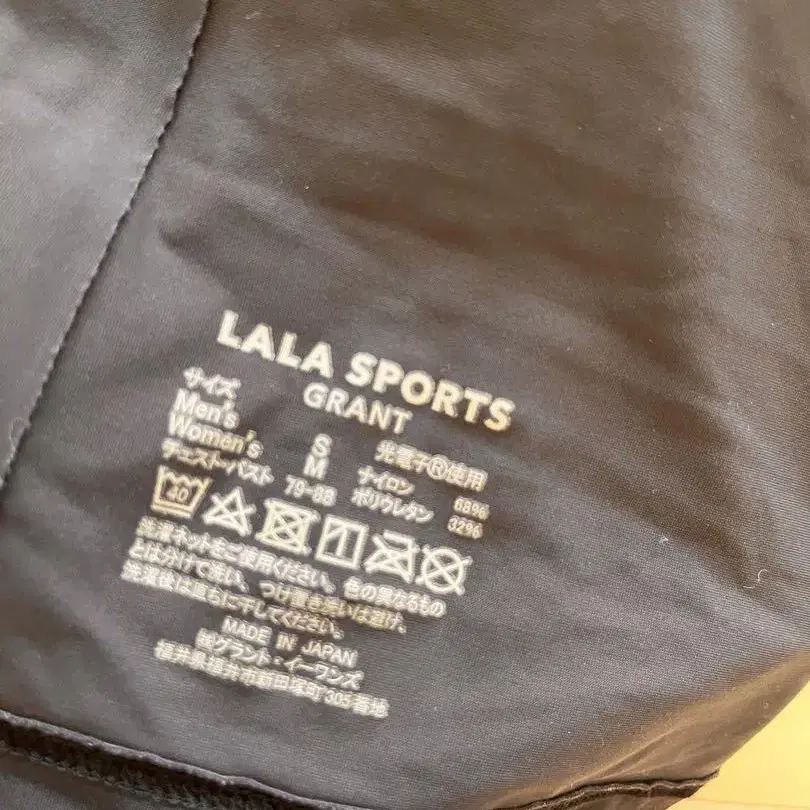 LALA SPORTS
GRANT
サイズ
Men's S 光電子®使用
Women's M ナイロン 68%
チェスト・バスト 79-88 ポリウレタン 32%
40
洗濯ネットをご使用ください。色の異なるもの
とは分けて洗い、つけ置き洗いは避け、
洗濯後は直ちに干してください。
MADE IN JAPAN
㈱グラント・イーワンズ
福井県福井市新田塚町305番地